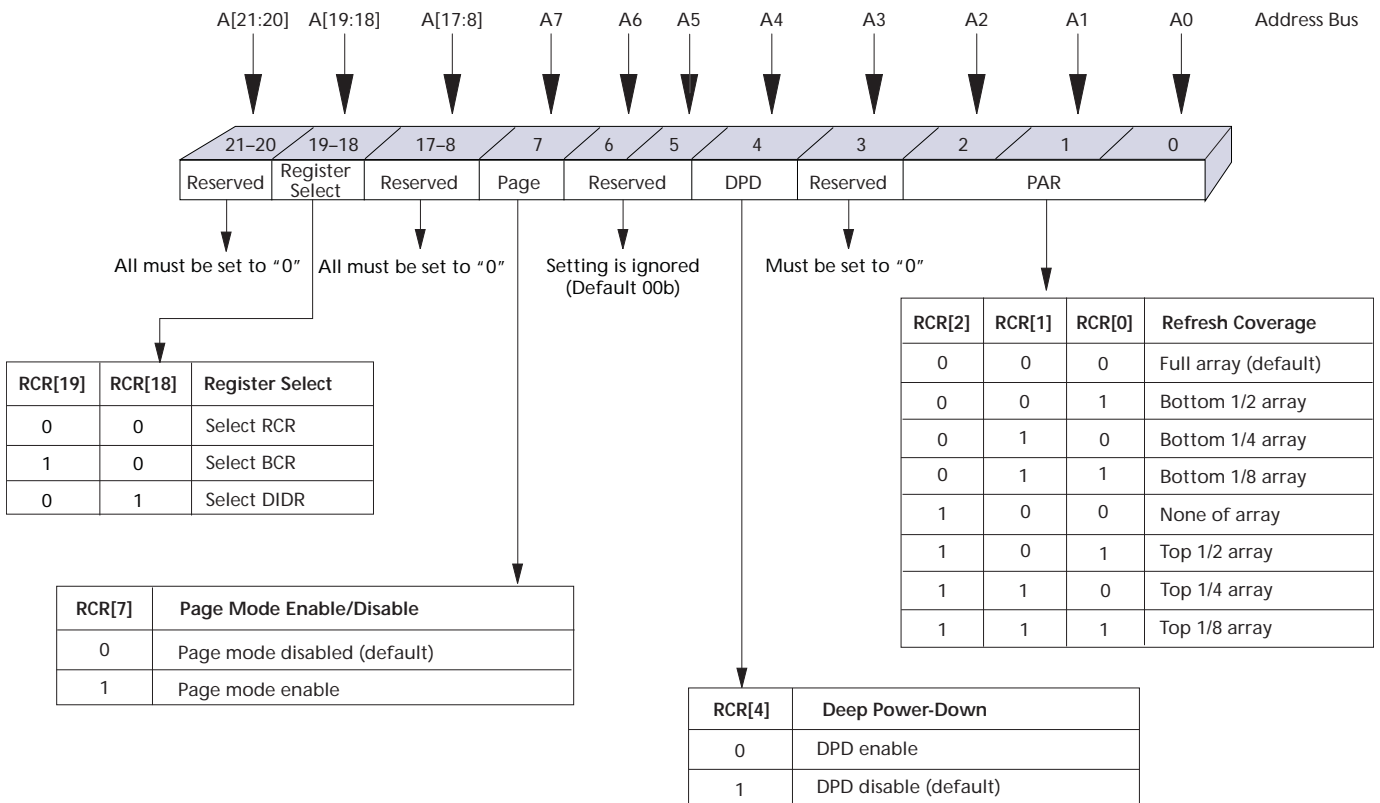 A[21:20] A[19:18] A[17:8] A7 A6 A5 A4 A3 A2 A1 A0 Address Bus
21–20 19–18 17–8 7 6 5 4 3 2 1 0
Reserved Register Select Reserved Page Reserved DPD Reserved PAR
All must be set to "0" All must be set to "0" Setting is ignored (Default 00b) Must be set to "0"
RCR[19] RCR[18] Register Select
0 0 Select RCR
1 0 Select BCR
0 1 Select DIDR
RCR[2] RCR[1] RCR[0] Refresh Coverage
0 0 0 Full array (default)
0 0 1 Bottom 1/2 array
0 1 0 Bottom 1/4 array
0 1 1 Bottom 1/8 array
1 0 0 None of array
1 0 1 Top 1/2 array
1 1 0 Top 1/4 array
1 1 1 Top 1/8 array
RCR[7] Page Mode Enable/Disable
0 Page mode disabled (default)
1 Page mode enable
RCR[4] Deep Power-Down
0 DPD enable
1 DPD disable (default)